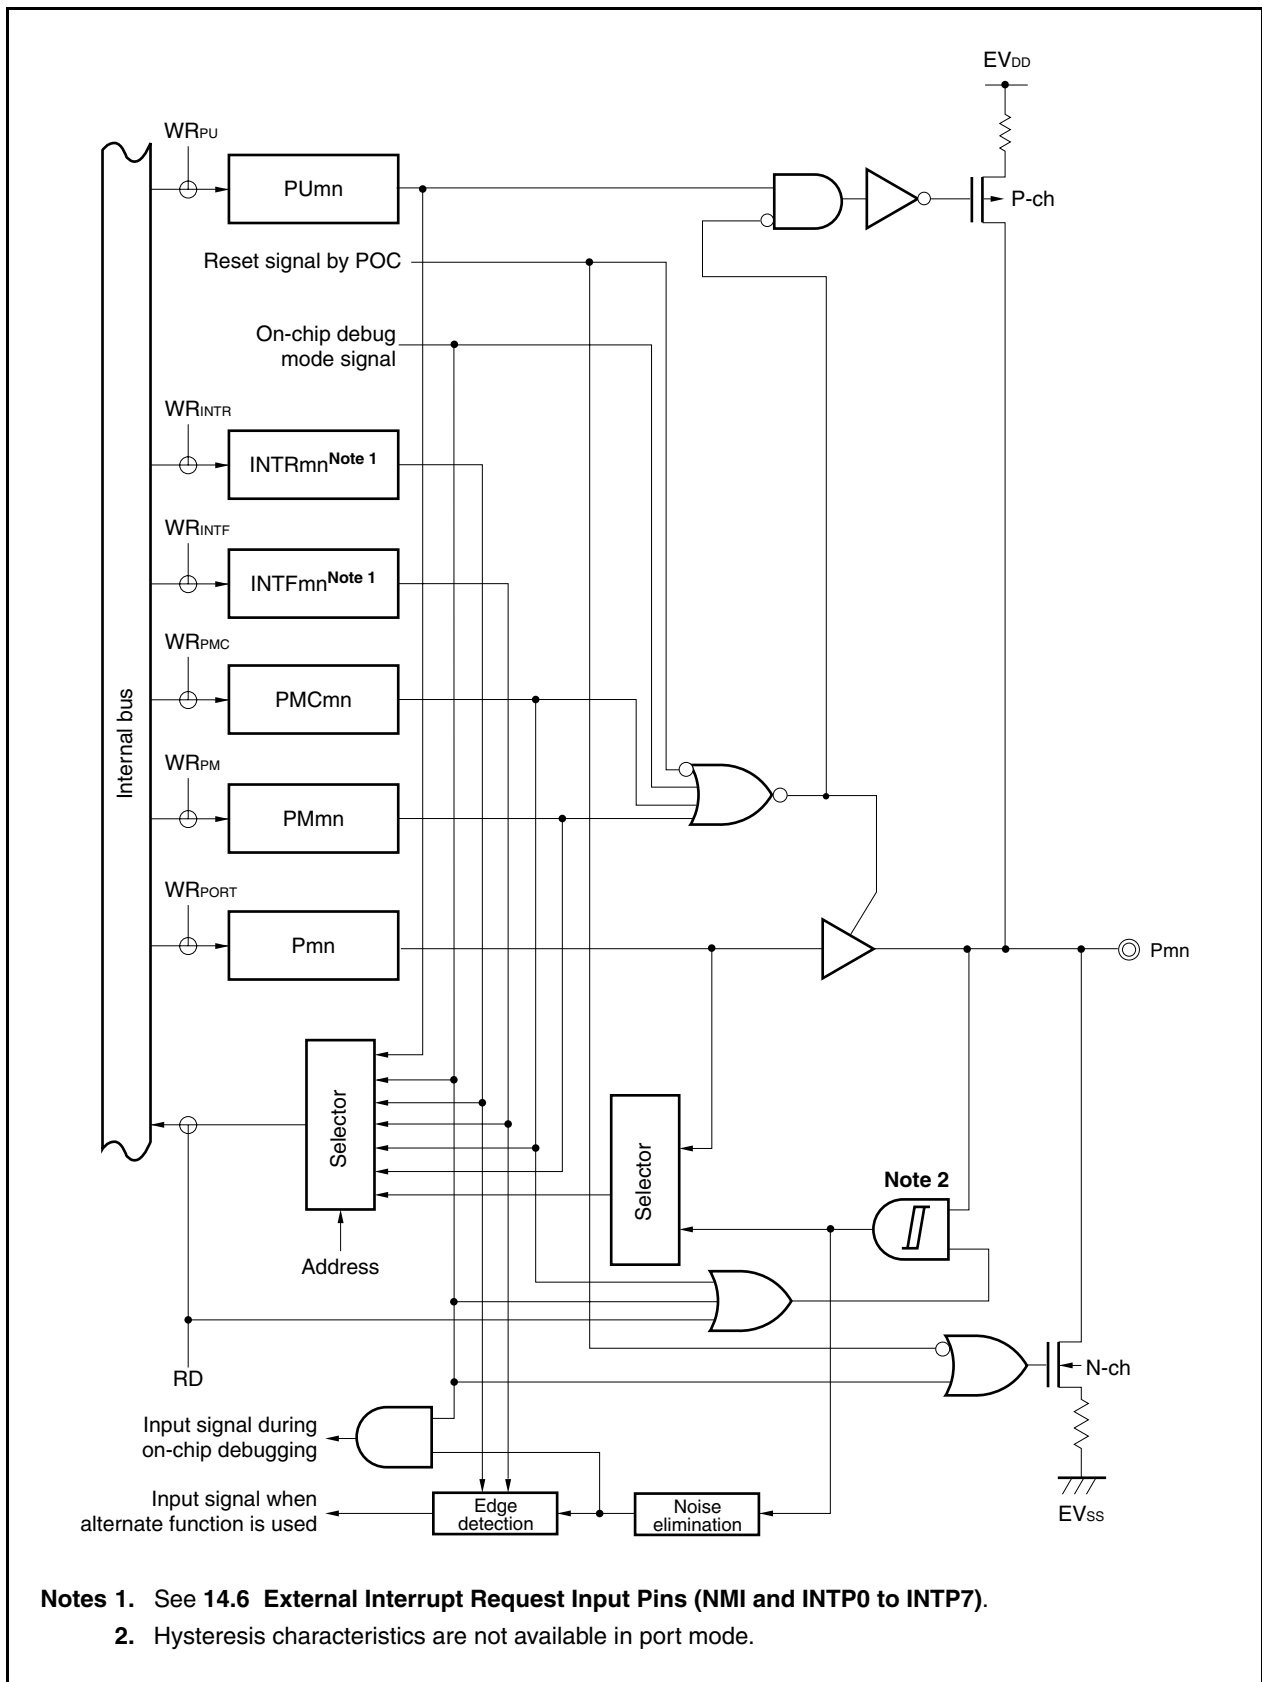 EVDD
WRPU
PUmn
P-ch
Reset signal by POC
On-chip debug
mode signal
WRINTR
INTRmnNote 1
WRINTF
INTFmnNote 1
WRPMC
PMCmn
Internal bus
WRPM
PMmn
WRPORT
Pmn
Pmn
Selector
Selector
Note 2
Address
RD
N-ch
Input signal during
on-chip debugging
Input signal when
alternate function is used
Edge
detection
Noise
elimination
EVSS
Notes 1. See 14.6 External Interrupt Request Input Pins (NMI and INTP0 to INTP7).
2. Hysteresis characteristics are not available in port mode.